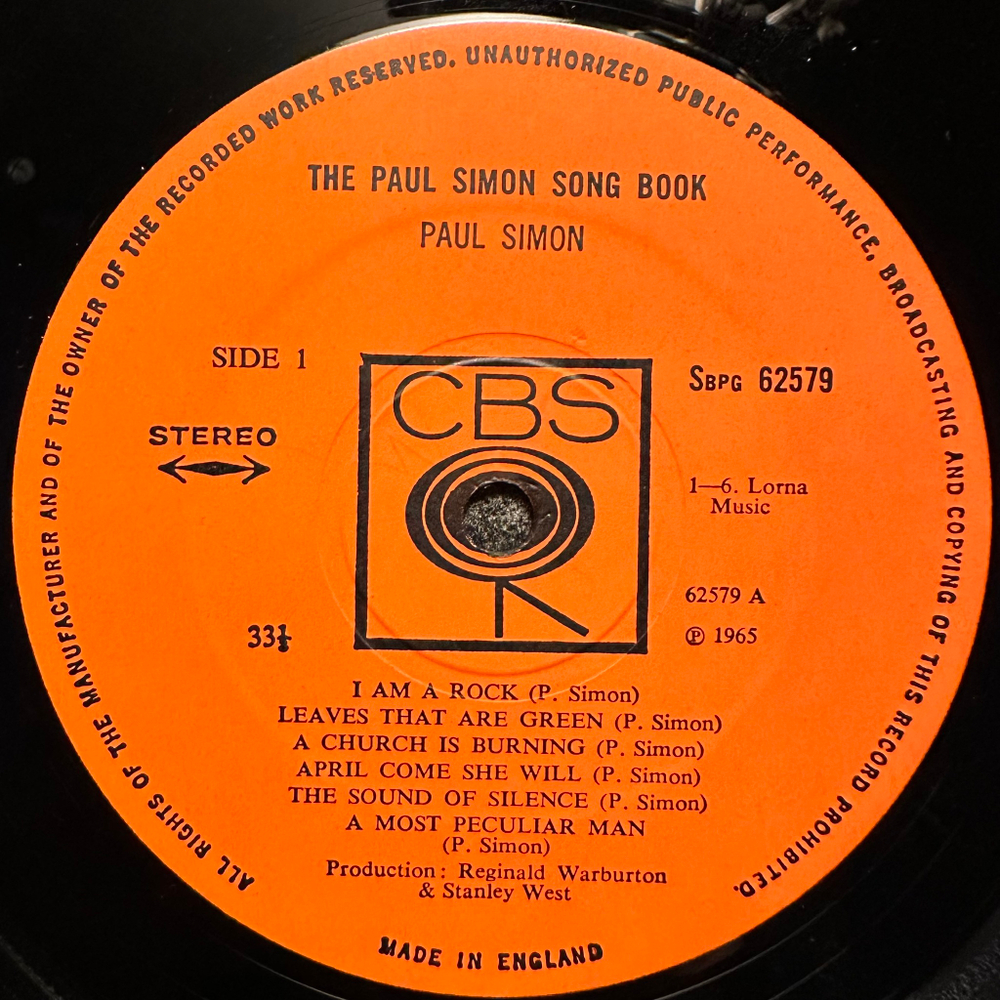 ALL RIGHTS OF THE MANUFACTURER AND OF THE OWNER OF THE RECORDED WORK RESERVED. UNAUTHORIZED PUBLIC PERFORMANCE, BROADCASTING AND COPYING OF THIS RECORD PROHIBITED.
THE PAUL SIMON SONG BOOK
PAUL SIMON
SIDE 1
STEREO
33⅓
CBS
SBPG 62579
1—6. Lorna
Music
62579 A
℗ 1965
I AM A ROCK (P. Simon)
LEAVES THAT ARE GREEN (P. Simon)
A CHURCH IS BURNING (P. Simon)
APRIL COME SHE WILL (P. Simon)
THE SOUND OF SILENCE (P. Simon)
A MOST PECULIAR MAN
(P. Simon)
Production: Reginald Warburton
& Stanley West
MADE IN ENGLAND